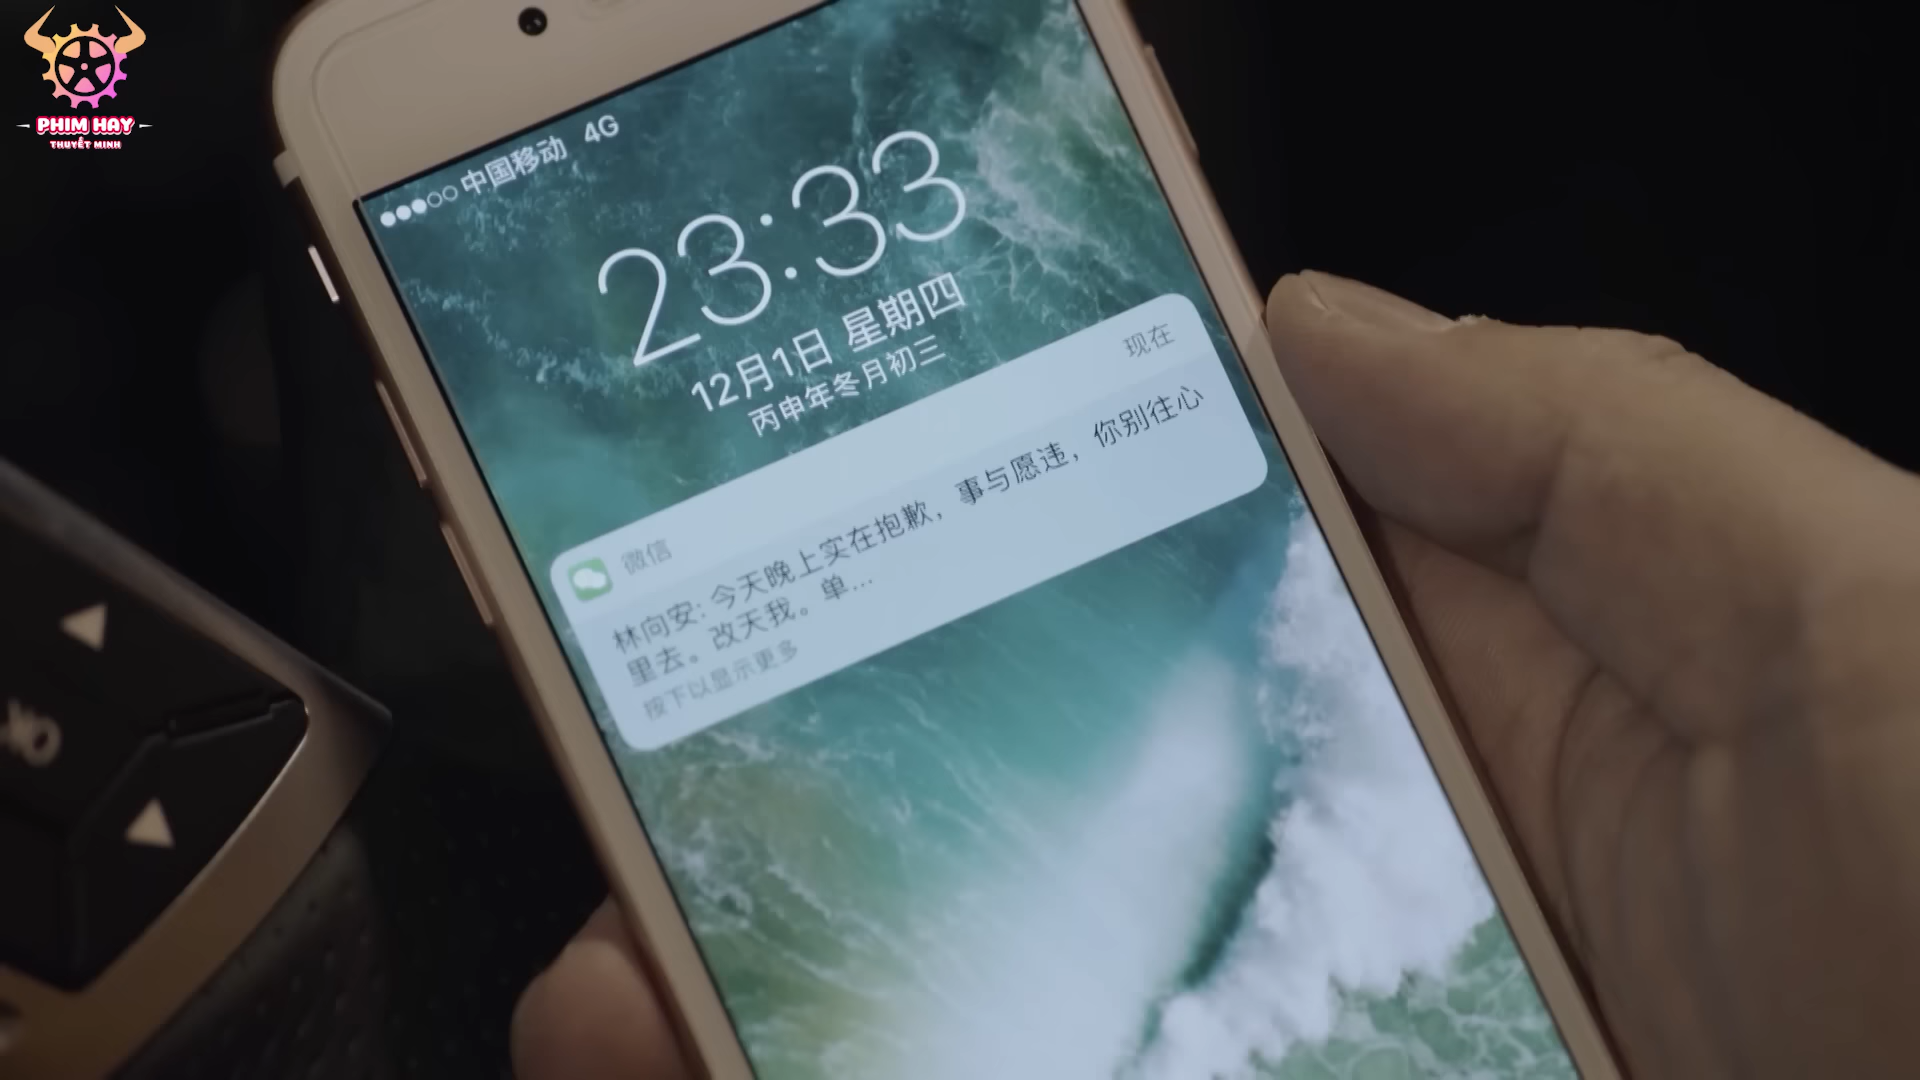 PHIM HAY
THUYẾT MINH
中国移动 4G
23:33
12月1日 星期四
丙申年冬月初三
微信 现在
林向安: 今天晚上实在抱歉，事与愿违，你别往心
里去。改天我。单...
按下以显示更多